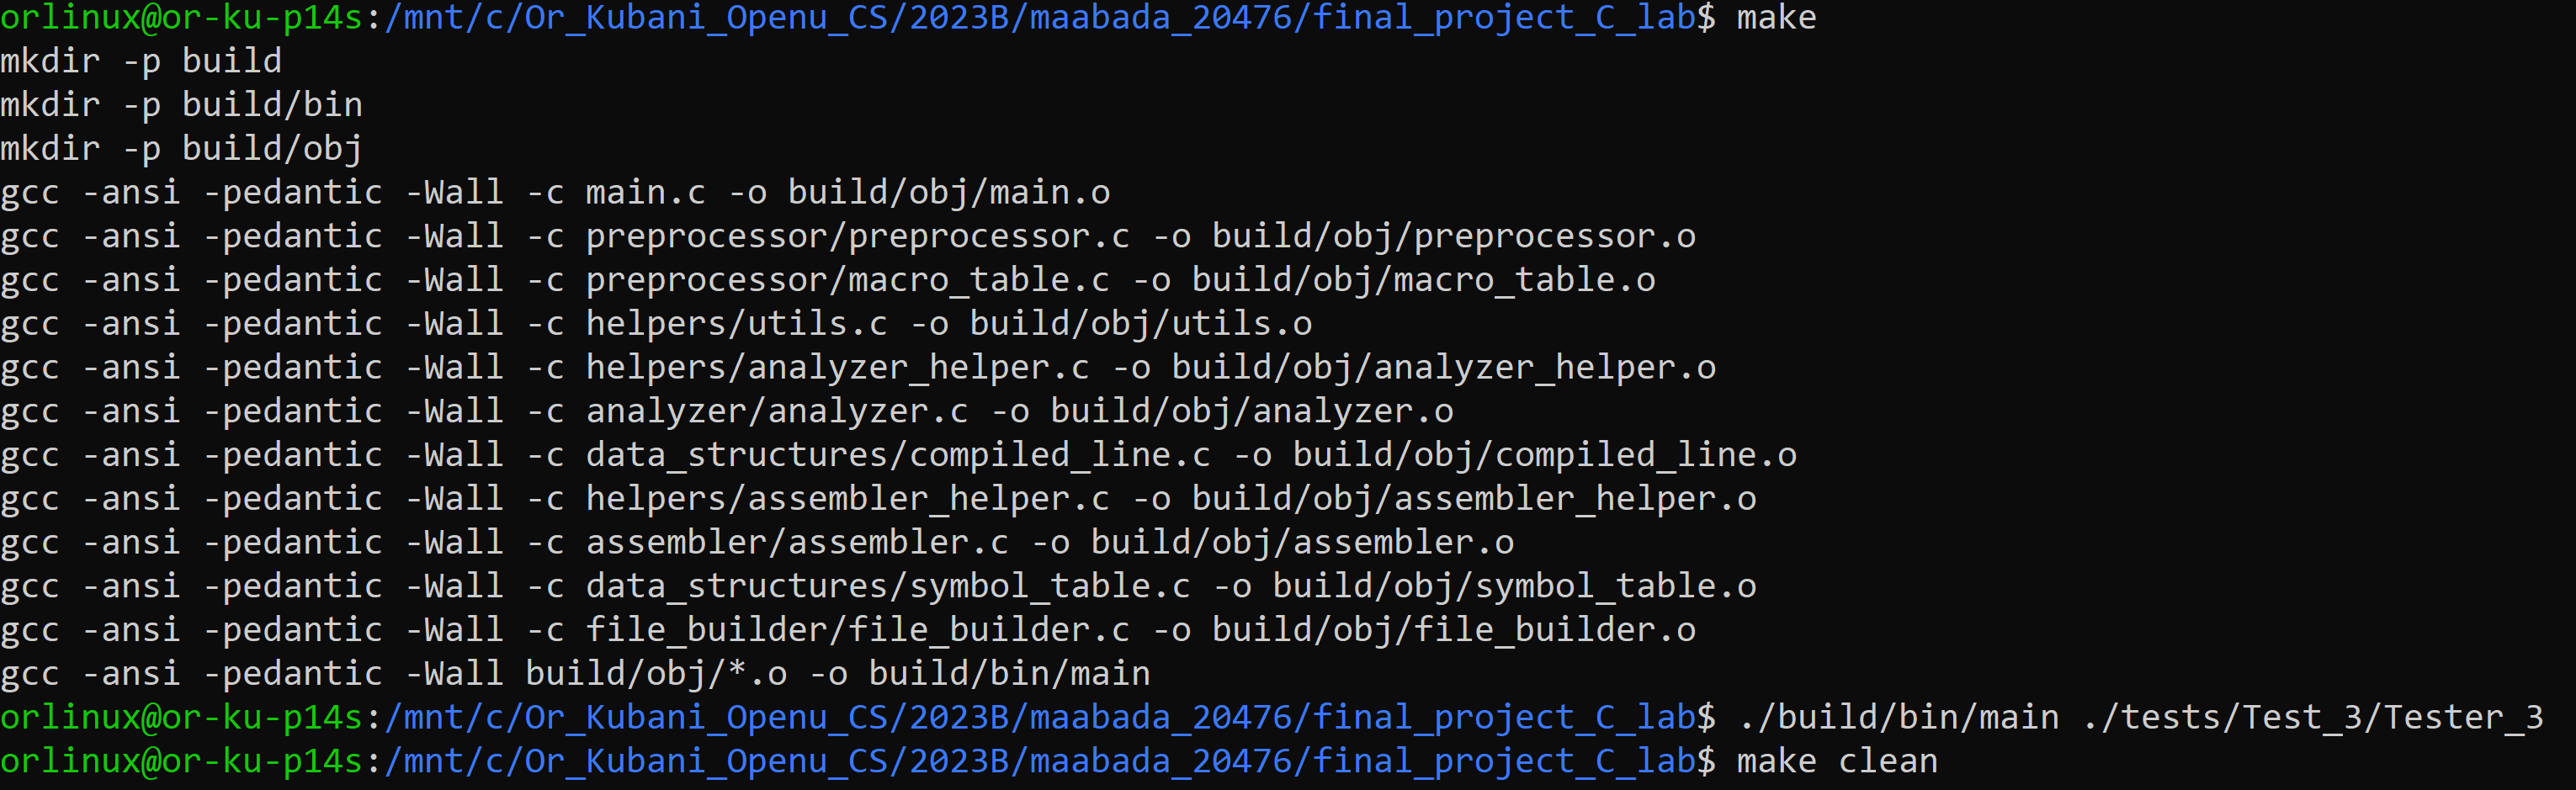 orlinux@or-ku-p14s:/mnt/c/Or_Kubani_Openu_CS/2023B/maabada_20476/final_project_C_lab$ make
mkdir -p build
mkdir -p build/bin
mkdir -p build/obj
gcc -ansi -pedantic -Wall -c main.c -o build/obj/main.o
gcc -ansi -pedantic -Wall -c preprocessor/preprocessor.c -o build/obj/preprocessor.o
gcc -ansi -pedantic -Wall -c preprocessor/macro_table.c -o build/obj/macro_table.o
gcc -ansi -pedantic -Wall -c helpers/utils.c -o build/obj/utils.o
gcc -ansi -pedantic -Wall -c helpers/analyzer_helper.c -o build/obj/analyzer_helper.o
gcc -ansi -pedantic -Wall -c analyzer/analyzer.c -o build/obj/analyzer.o
gcc -ansi -pedantic -Wall -c data_structures/compiled_line.c -o build/obj/compiled_line.o
gcc -ansi -pedantic -Wall -c helpers/assembler_helper.c -o build/obj/assembler_helper.o
gcc -ansi -pedantic -Wall -c assembler/assembler.c -o build/obj/assembler.o
gcc -ansi -pedantic -Wall -c data_structures/symbol_table.c -o build/obj/symbol_table.o
gcc -ansi -pedantic -Wall -c file_builder/file_builder.c -o build/obj/file_builder.o
gcc -ansi -pedantic -Wall build/obj/*.o -o build/bin/main
orlinux@or-ku-p14s:/mnt/c/Or_Kubani_Openu_CS/2023B/maabada_20476/final_project_C_lab$ ./build/bin/main ./tests/Test_3/Tester_3
orlinux@or-ku-p14s:/mnt/c/Or_Kubani_Openu_CS/2023B/maabada_20476/final_project_C_lab$ make clean